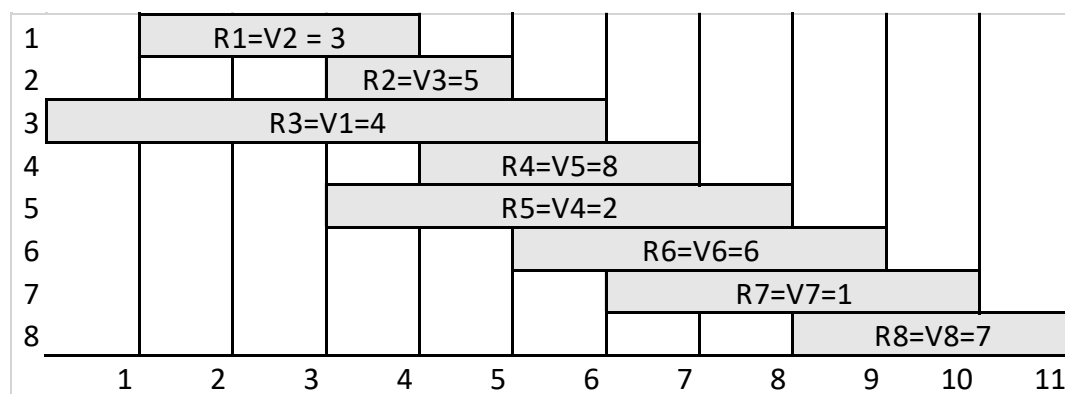 1 R1=V2 = 3
2 R2=V3=5
3 R3=V1=4
4 R4=V5=8
5 R5=V4=2
6 R6=V6=6
7 R7=V7=1
8 R8=V8=7
1 2 3 4 5 6 7 8 9 10 11